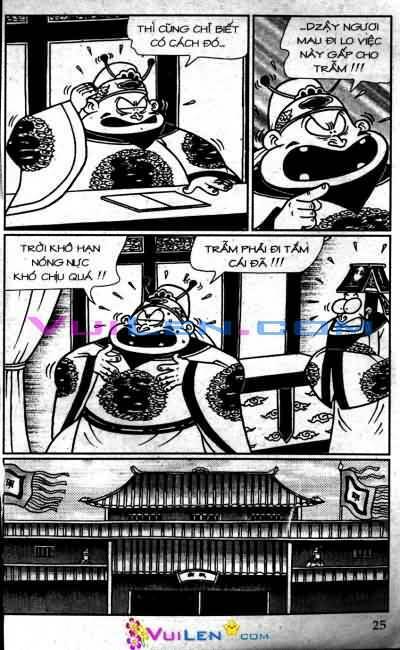 THÌ CŨNG CHỈ BIẾT
CÓ CÁCH ĐÓ...
...DZẬY NGƯƠI
MAU ĐI LO VIỆC
NÀY GẤP CHO
TRẪM !!!
TRỜI KHÔ HẠN
NÓNG NỰC
KHÓ CHỊU QUÁ !!
TRẪM PHẢI ĐI TẮM
CÁI ĐÃ !!!
VUILEN.COM
25
VUILEN.COM